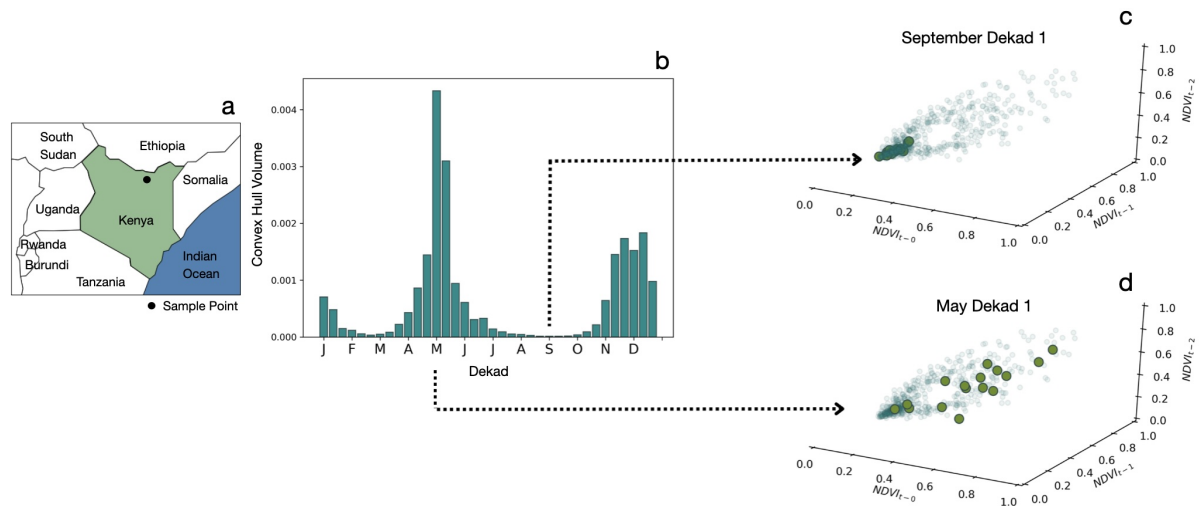 a
South
Sudan
Ethiopia
Somalia
Uganda
Kenya
Rwanda
Burundi
Indian
Ocean
Tanzania
Sample Point
b
Convex Hull Volume
0.004
0.003
0.002
0.001
0.000
J F M A M J J A S O N D
Dekad
c
September Dekad 1
1.0
0.8
0.6
0.4
0.2
0.0
NDVI_{t−2}
0.0 0.2 0.4 0.6 0.8 1.0
NDVI_{t−0}
0.0 0.2 0.4 0.6 0.8 1.0
NDVI_{t−1}
d
May Dekad 1
1.0
0.8
0.6
0.4
0.2
0.0
NDVI_{t−2}
0.0 0.2 0.4 0.6 0.8 1.0
NDVI_{t−0}
0.0 0.2 0.4 0.6 0.8 1.0
NDVI_{t−1}